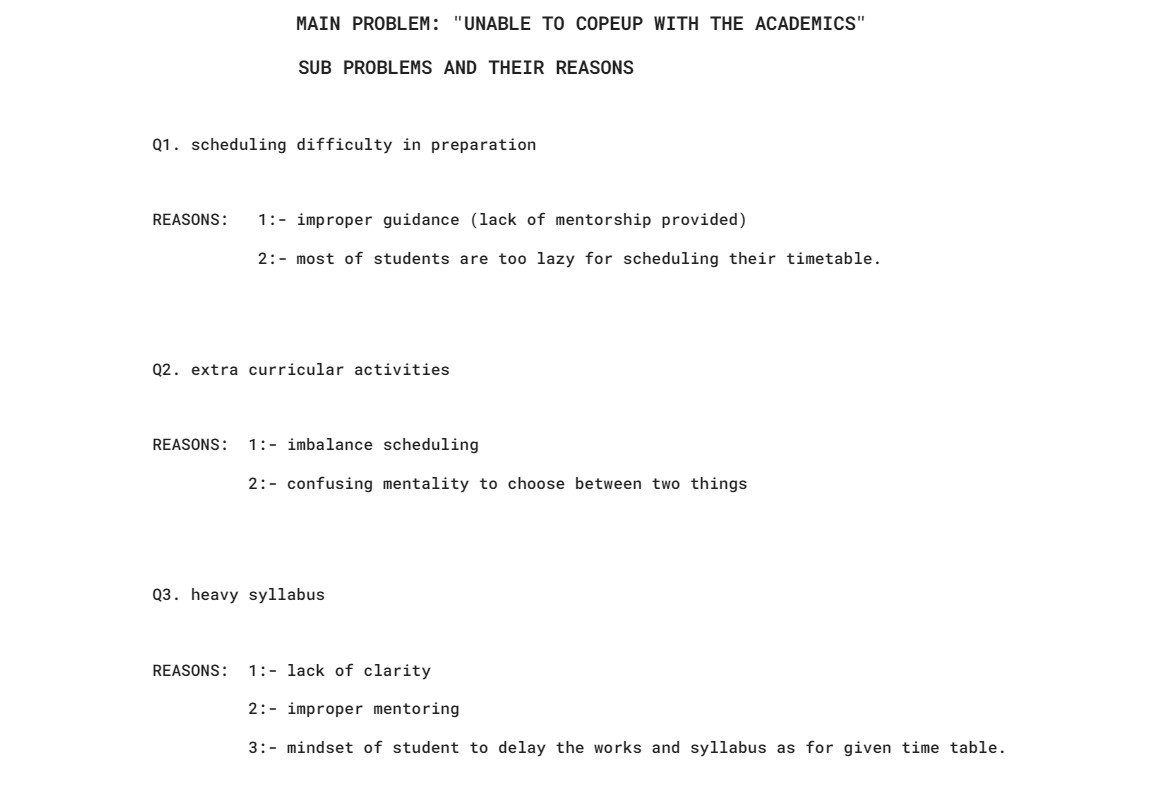 MAIN PROBLEM: "UNABLE TO COPEUP WITH THE ACADEMICS"
SUB PROBLEMS AND THEIR REASONS
Q1. scheduling difficulty in preparation
REASONS: 1:- improper guidance (lack of mentorship provided)
2:- most of students are too lazy for scheduling their timetable.
Q2. extra curricular activities
REASONS: 1:- imbalance scheduling
2:- confusing mentality to choose between two things
Q3. heavy syllabus
REASONS: 1:- lack of clarity
2:- improper mentoring
3:- mindset of student to delay the works and syllabus as for given time table.